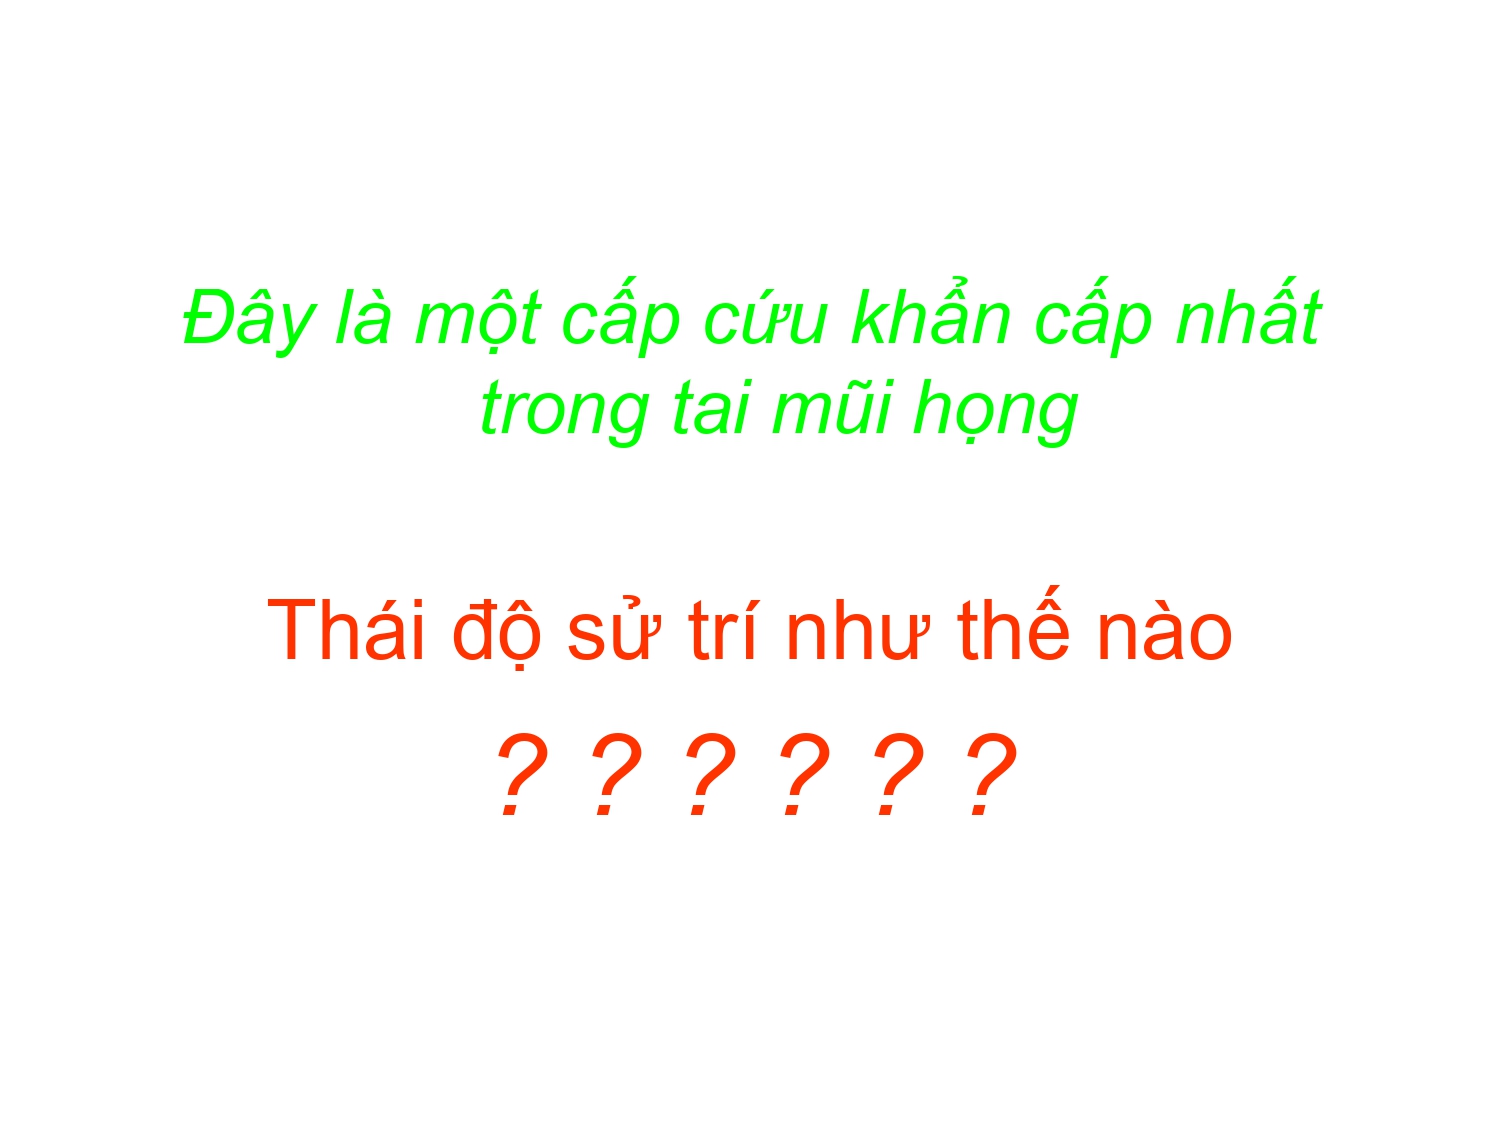 Đây là một cấp cứu khẩn cấp nhất
trong tai mũi họng
Thái độ sử trí như thế nào
? ? ? ? ? ?